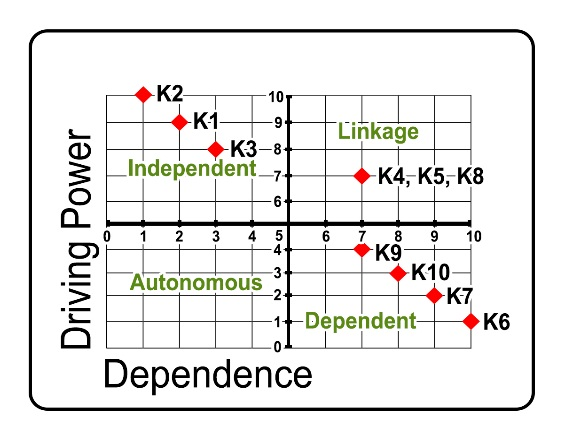 Driving Power
10
K2
9
K1
Linkage
8
K3
Independent
7
K4, K5, K8
6
0 1 2 3 4 5 6 7 8 9 10
4
K9
3
K10
Autonomous
2
K7
1
Dependent
K6
0
Dependence